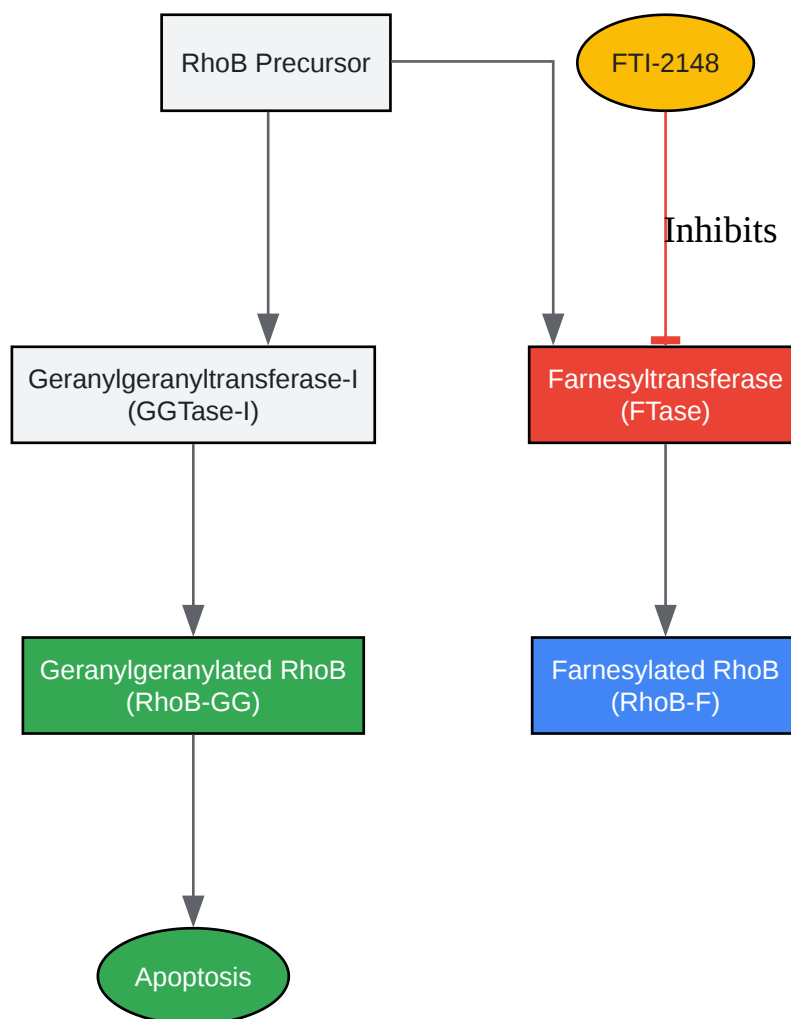 RhoB Precursor
FTI-2148
Inhibits
Geranylgeranyltransferase-I
(GGTase-I)
Farnesyltransferase
(FTase)
Geranylgeranylated RhoB
(RhoB-GG)
Farnesylated RhoB
(RhoB-F)
Apoptosis